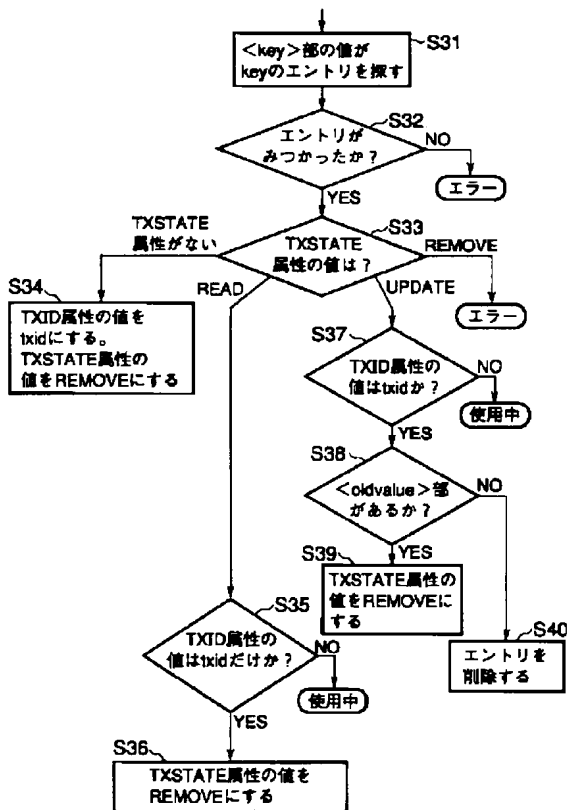 S31
<key>部の値が
keyのエントリを探す
S32
エントリが
みつかったか？
NO
エラー
YES
S33
TXSTATE
属性がない
TXSTATE
属性の値は？
REMOVE
エラー
READ
UPDATE
S34
TXID属性の値を
txidにする。
TXSTATE属性の
値をREMOVEにする
S37
TXID属性の
値はtxidか？
NO
使用中
YES
S38
<oldvalue>部
があるか？
NO
YES
S39
TXSTATE属性の
値をREMOVEに
する
S40
エントリを
削除する
S35
TXID属性の
値はtxidだけか？
NO
使用中
YES
S36
TXSTATE属性の値を
REMOVEにする